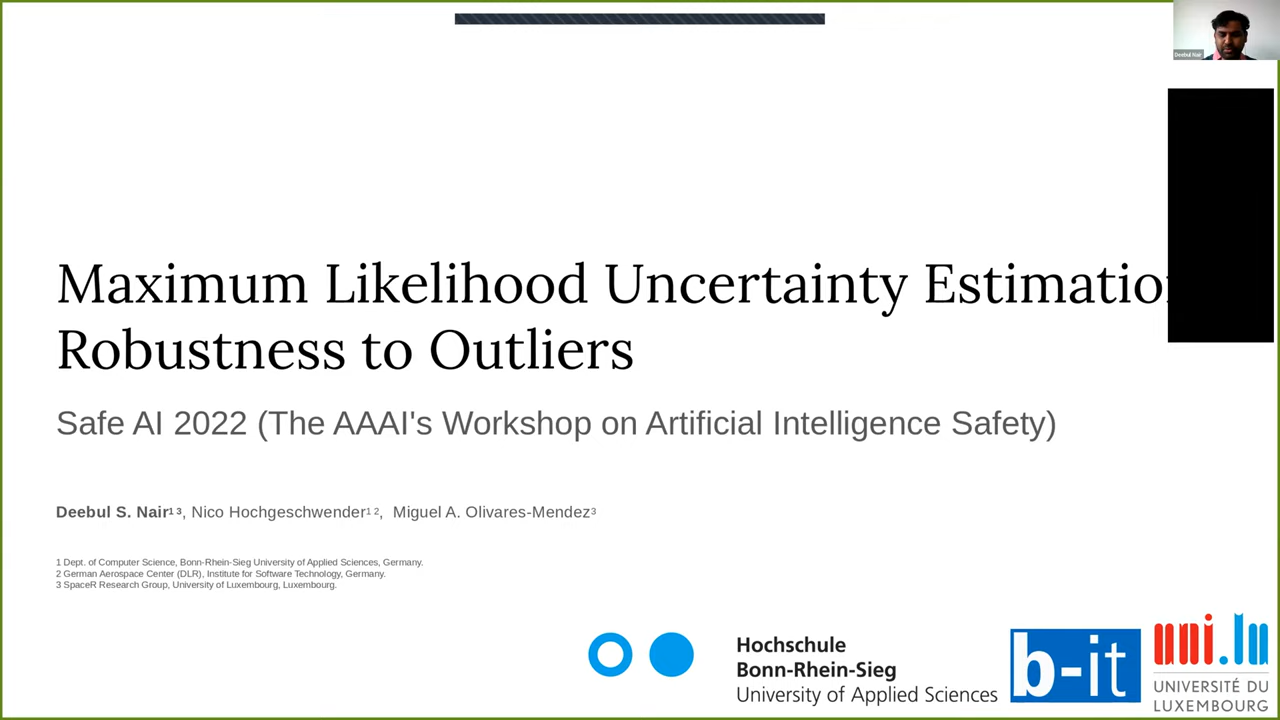 Deebul Nair
Maximum Likelihood Uncertainty Estimatio
Robustness to Outliers
Safe AI 2022 (The AAAI's Workshop on Artificial Intelligence Safety)
Deebul S. Nair¹ ³, Nico Hochgeschwender¹ ², Miguel A. Olivares-Mendez³
1 Dept. of Computer Science, Bonn-Rhein-Sieg University of Applied Sciences, Germany.
2 German Aerospace Center (DLR), Institute for Software Technology, Germany.
3 SpaceR Research Group, University of Luxembourg, Luxembourg.
Hochschule
Bonn-Rhein-Sieg
University of Applied Sciences
b-it
uni.lu
UNIVERSITÉ DU
LUXEMBOURG